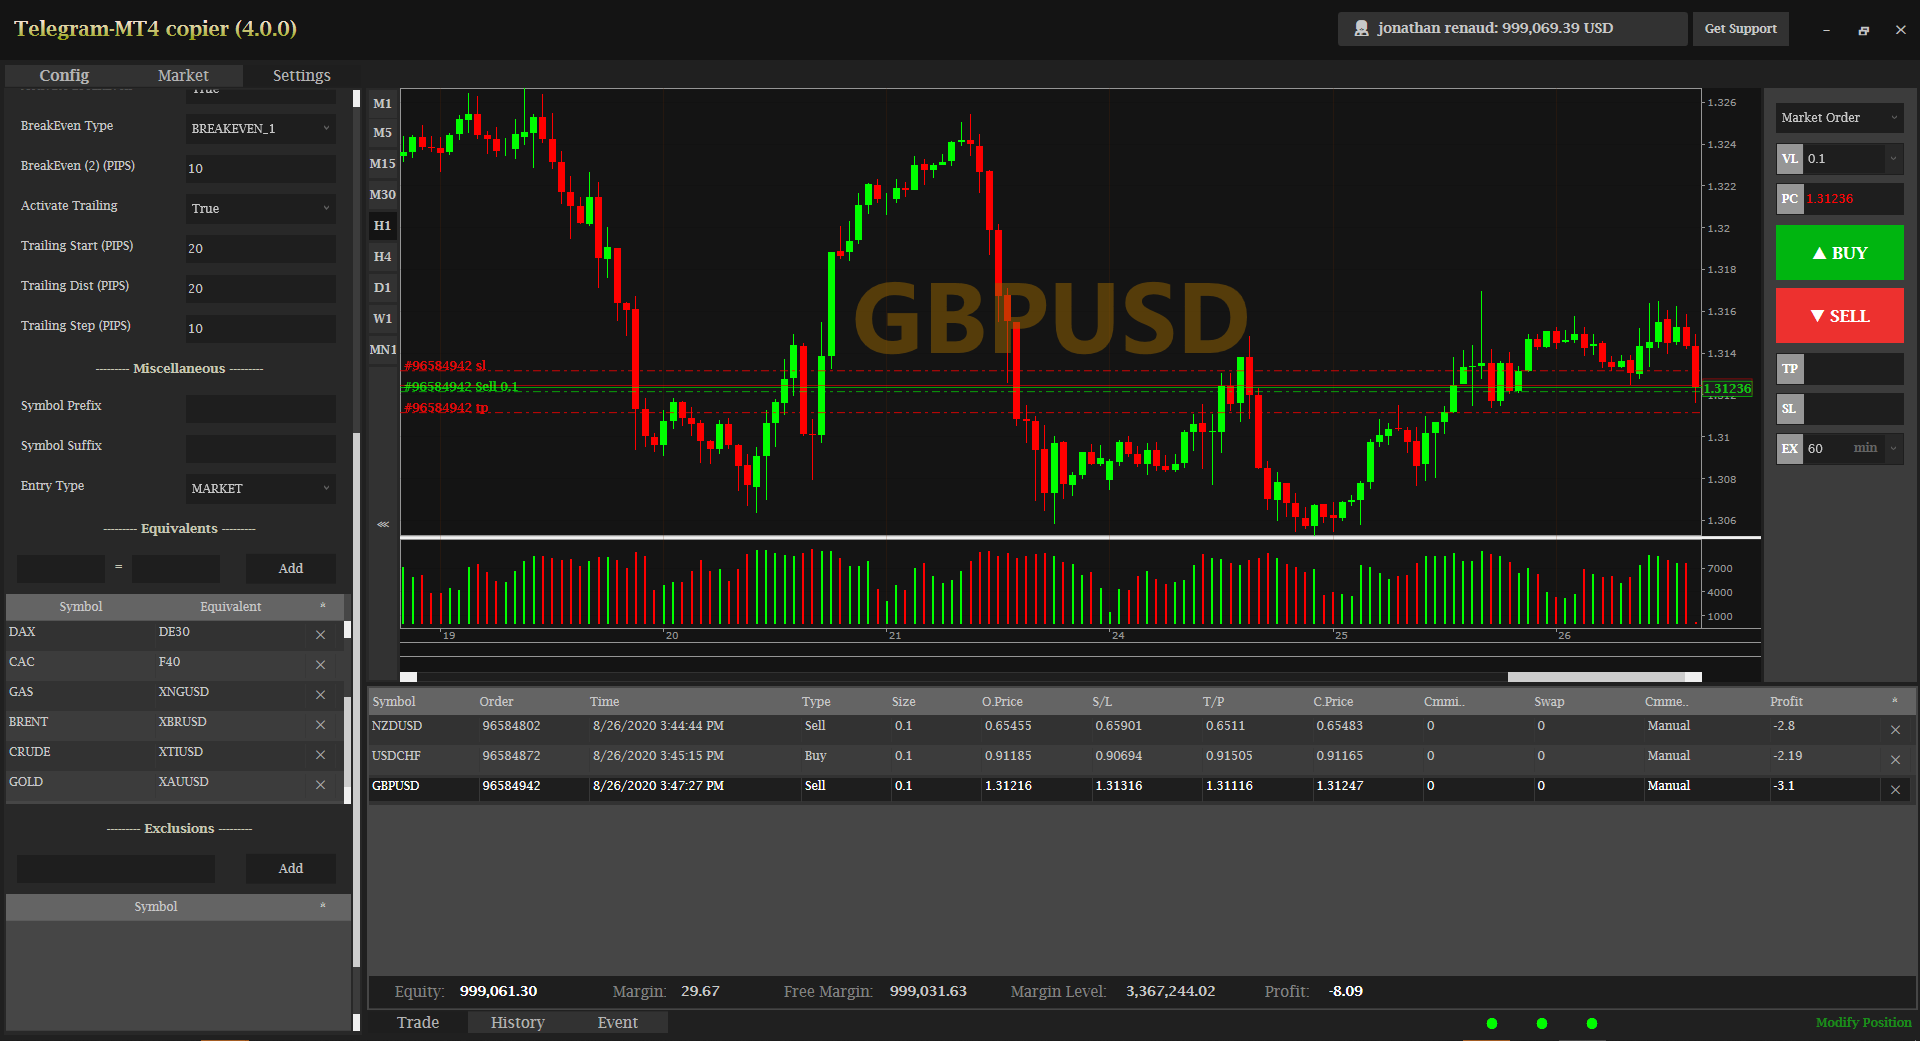 Telegram-MT4 copier (4.0.0)
jonathan renaud: 999,069.39 USD
Get Support
Config Market Settings
True
BreakEven Type BREAKEVEN_1
BreakEven (2) (PIPS) 10
Activate Trailing True
Trailing Start (PIPS) 20
Trailing Dist (PIPS) 20
Trailing Step (PIPS) 10
--------- Miscellaneous ---------
Symbol Prefix
Symbol Suffix
Entry Type MARKET
--------- Equivalents ---------
= Add
Symbol Equivalent
DAX DE30
CAC F40
GAS XNGUSD
BRENT XBRUSD
CRUDE XTIUSD
GOLD XAUUSD
--------- Exclusions ---------
Add
Symbol
M1
M5
M15
M30
H1
H4
D1
W1
MN1
GBPUSD
#96584942 sl
#96584942 Sell 0.1
#96584942 tp
1.326
1.324
1.322
1.32
1.318
1.316
1.314
1.31236
1.31
1.308
1.306
7000
4000
1000
19 20 21 24 25 26
Market Order
VL 0.1
PC 1.31236
▲ BUY
▼ SELL
TP
SL
EX 60 min
Symbol Order Time Type Size O.Price S/L T/P C.Price Cmmi.. Swap Cmme.. Profit
NZDUSD 96584802 8/26/2020 3:44:44 PM Sell 0.1 0.65455 0.65901 0.6511 0.65483 0 0 Manual -2.8
USDCHF 96584872 8/26/2020 3:45:15 PM Buy 0.1 0.91185 0.90694 0.91505 0.91165 0 0 Manual -2.19
GBPUSD 96584942 8/26/2020 3:47:27 PM Sell 0.1 1.31216 1.31316 1.31116 1.31247 0 0 Manual -3.1
Equity: 999,061.30 Margin: 29.67 Free Margin: 999,031.63 Margin Level: 3,367,244.02 Profit: -8.09
Trade History Event
Modify Position